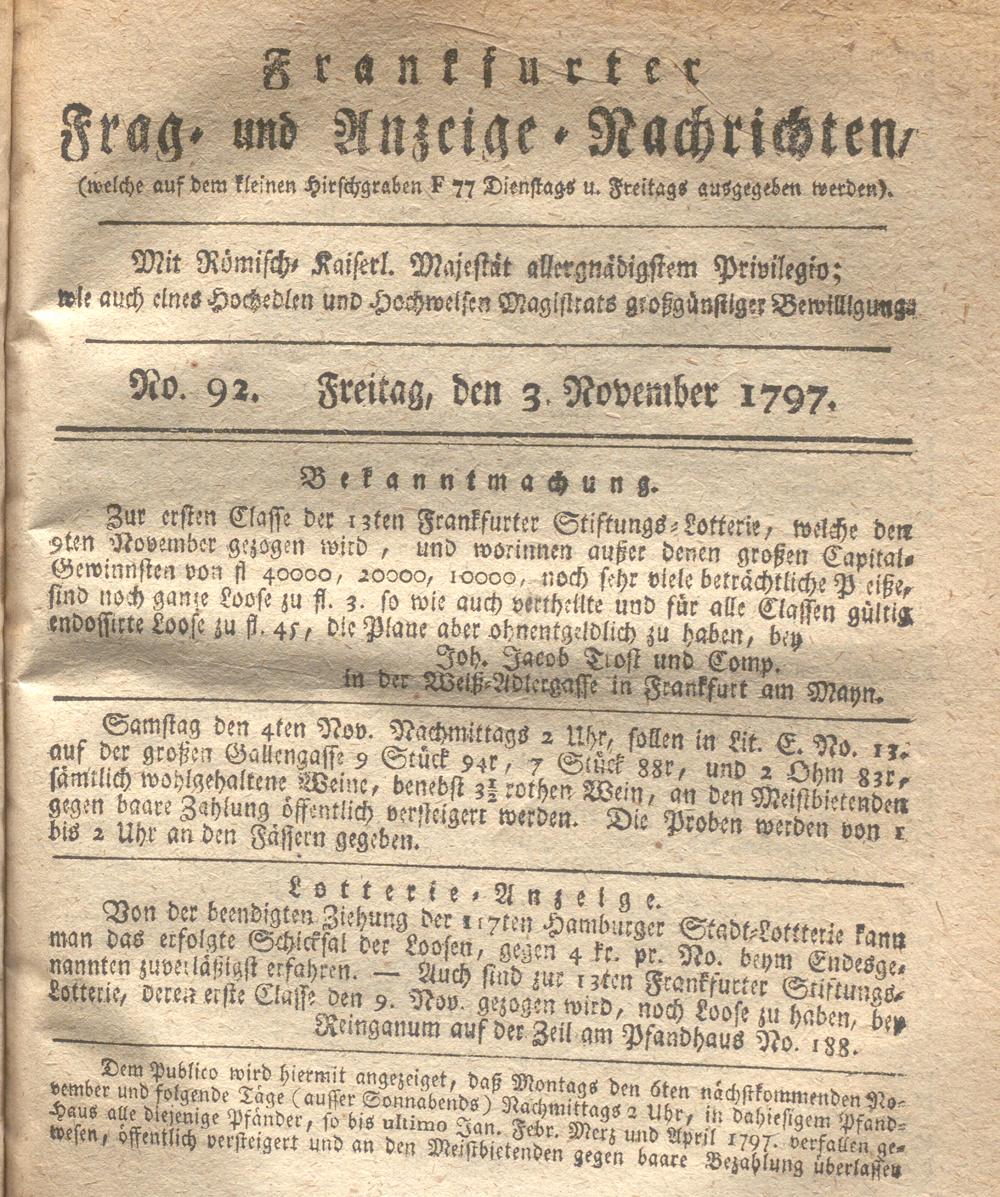 Frankfurter
Frag- und Anzeige-Nachrichten,
(welche auf dem kleinen Hirschgraben F 77 Dienstags u. Freitags ausgegeben werden).
Mit Römisch- Kaiserl. Majestät allergnädigstem Privilegio;
wie auch eines Hochedlen und Hochweisen Magistrats großgünstiger Bewilligung.
No. 92. Freitag, den 3. November 1797.
Bekanntmachung.
Zur ersten Classe der 13ten Frankfurter Stiftungs-Lotterie, welche den
9ten November gezogen wird, und worinnen außer denen großen Capital-
Gewinnsten von fl 40000, 20000, 10000, noch sehr viele beträchtliche P eiße,
sind noch ganze Loose zu fl. 3. so wie auch vertheilte und für alle Classen gültig
endossirte Loose zu fl. 45, die Plane aber ohnentgeldlich zu haben, bey
Joh. Jacob Trost und Comp.
in der Weiß-Adlergasse in Frankfurt am Mayn.
Samstag den 4ten Nov. Nachmittags 2 Uhr, sollen in Lit. E. No. 13.
auf der großen Gallengasse 9 Stück 94r, 7 Stück 88r, und 2 Ohm 83r,
sämtlich wohlgehaltene Weine, benebst 3½ rothen Wein, an den Meistbietenden
gegen baare Zahlung öffentlich versteigert werden. Die Proben werden von 1
bis 2 Uhr an den Fässern gegeben.
Lotterie-Anzeige.
Von der beendigten Ziehung der 117ten Hamburger Stadt-Lottterie kann
man das erfolgte Schicksal der Loosen, gegen 4 kr. pr. No. beym Endesge-
nannten zuverläßigst erfahren. — Auch sind zur 13ten Frankfurter Stiftungs-
Lotterie, deren erste Classe den 9. Nov. gezogen wird, noch Loose zu haben, bey
Reinganum auf der Zeil am Pfandhaus No. 188.
Dem Publico wird hiermit angezeiget, daß Montags den 6ten nächstkommenden No-
vember und folgende Täge (ausser Sonnabends) Nachmittags 2 Uhr, in dahiesigem Pfand-
Haus alle diejenige Pfänder, so bis ultimo Jan. Febr. Merz und April 1797. verfallen ge-
wesen, öffentlich versteigert und an den Meistbietenden gegen baare Bezahlung überlassen